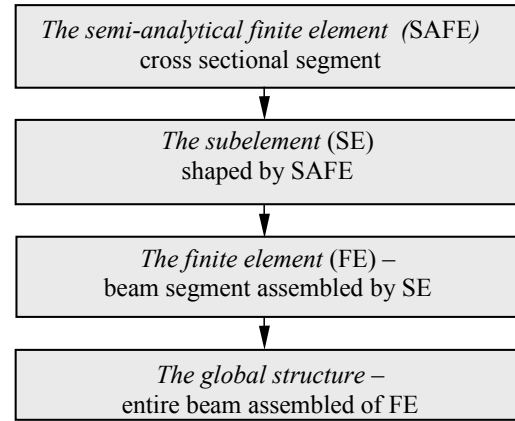 The semi-analytical finite element (SAFE)
cross sectional segment
The subelement (SE)
shaped by SAFE
The finite element (FE) –
beam segment assembled by SE
The global structure –
entire beam assembled of FE